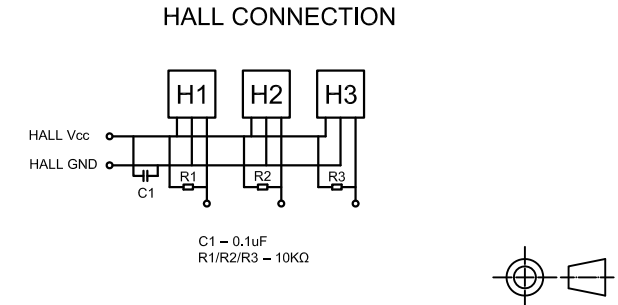 HALL CONNECTION
H1 H2 H3
HALL Vcc
HALL GND
R1 R2 R3
C1
C1 – 0.1uF
R1/R2/R3 – 10KΩ